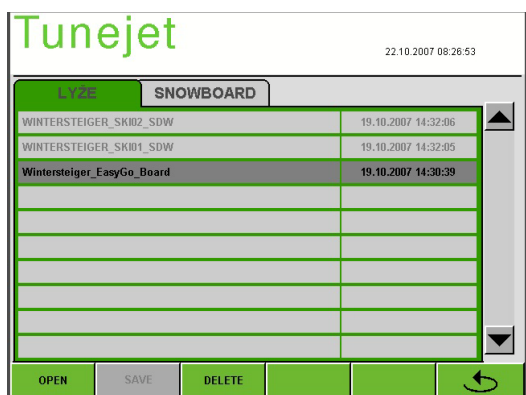 Tunejet
22.10.2007 08:26:53
LYŽE SNOWBOARD
WINTERSTEIGER_SKI02_SDW 19.10.2007 14:32:06
WINTERSTEIGER_SKI01_SDW 19.10.2007 14:32:05
Wintersteiger_EasyGo_Board 19.10.2007 14:30:39
OPEN SAVE DELETE